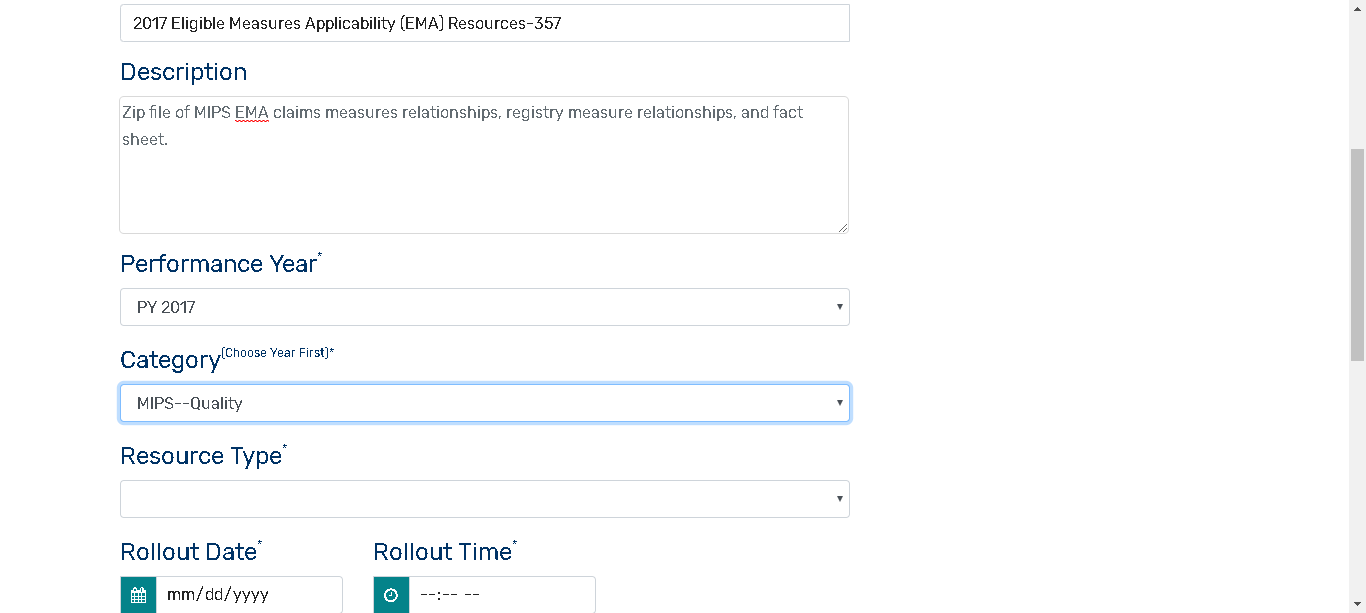 2017 Eligible Measures Applicability (EMA) Resources-357
Description
Zip file of MIPS EMA claims measures relationships, registry measure relationships, and fact
sheet.
Performance Year*
PY 2017
Category(Choose Year First)*
MIPS--Quality
Resource Type*
Rollout Date* Rollout Time*
mm/dd/yyyy --:-- --